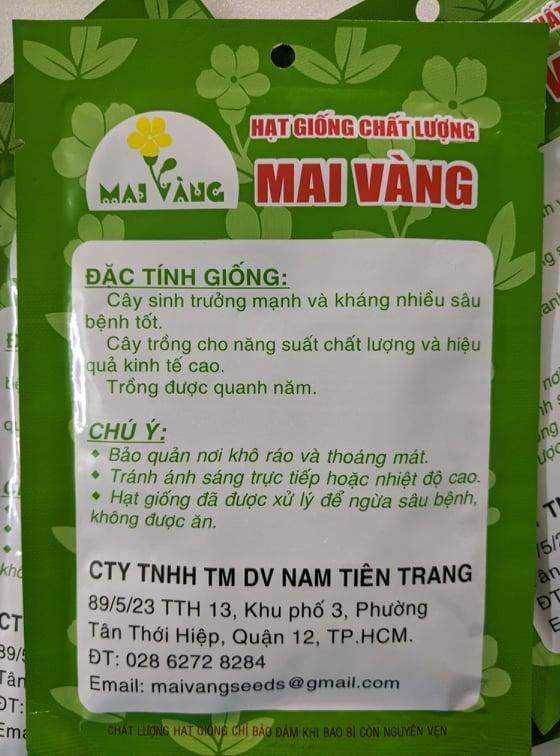 HẠT GIỐNG CHẤT LƯỢNG
MAI VÀNG
MAI VÀNG
ĐẶC TÍNH GIỐNG:
Cây sinh trưởng mạnh và kháng nhiều sâu
bệnh tốt.
Cây trồng cho năng suất chất lượng và hiệu
quả kinh tế cao.
Trồng được quanh năm.
CHÚ Ý:
◆ Bảo quản nơi khô ráo và thoáng mát.
◆ Tránh ánh sáng trực tiếp hoặc nhiệt độ cao.
◆ Hạt giống đã được xử lý để ngừa sâu bệnh,
không được ăn.
CTY TNHH TM DV NAM TIÊN TRANG
89/5/23 TTH 13, Khu phố 3, Phường
Tân Thới Hiệp, Quận 12, TP.HCM.
ĐT: 028 6272 8284
Email: maivangseeds@gmail.com
CHẤT LƯỢNG HẠT GIỐNG CHỈ BẢO ĐẢM KHI BAO BÌ CÒN NGUYÊN VẸN